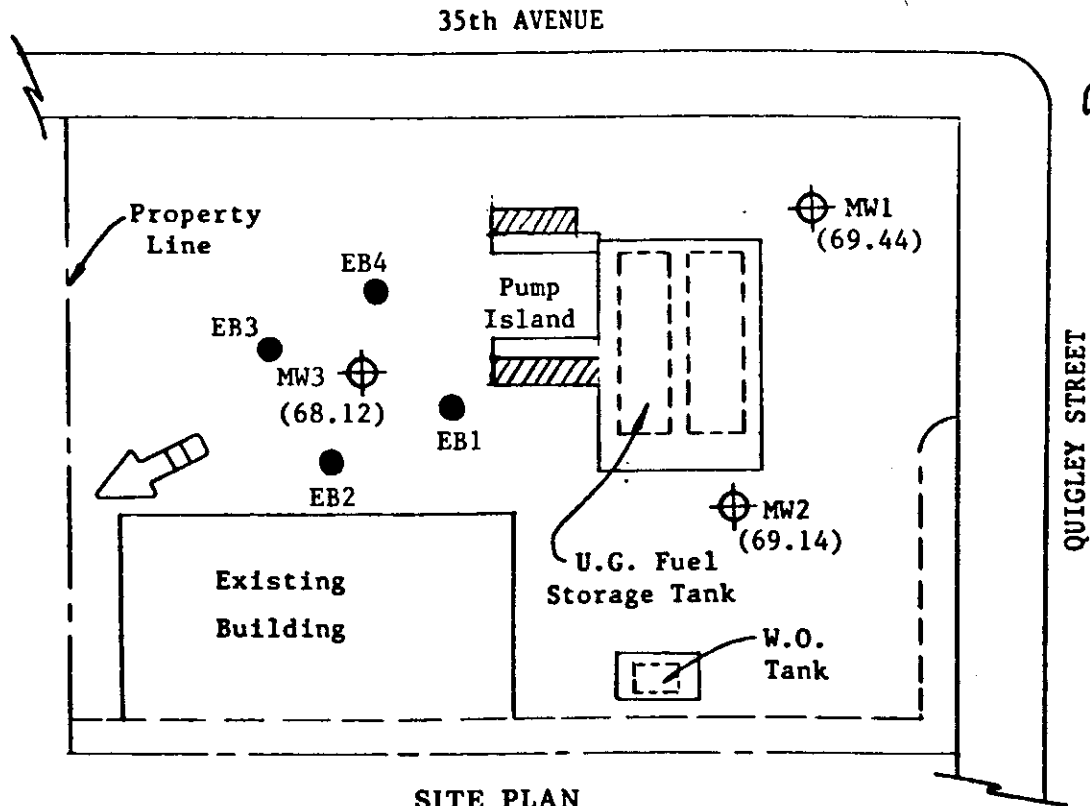 35th AVENUE
Property
Line
MW1
(69.44)
EB4
Pump
Island
EB3
MW3
(68.12)
EB1
EB2
MW2
(69.14)
QUIGLEY STREET
U.G. Fuel
Storage Tank
Existing
Building
W.O.
Tank
SITE PLAN